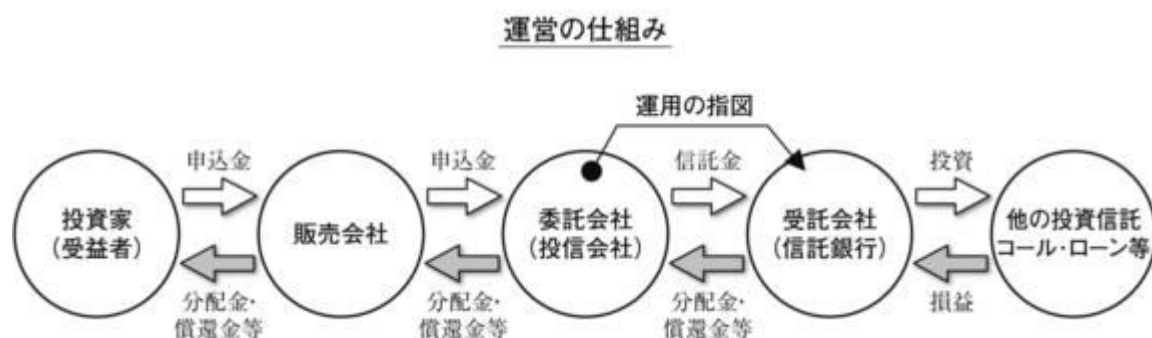 運営の仕組み
運用の指図
申込金
申込金
信託金
投資
投資家
(受益者)
販売会社
委託会社
(投信会社)
受託会社
(信託銀行)
他の投資信託
コール・ローン等
分配金・
償還金等
分配金・
償還金等
分配金・
償還金等
損益